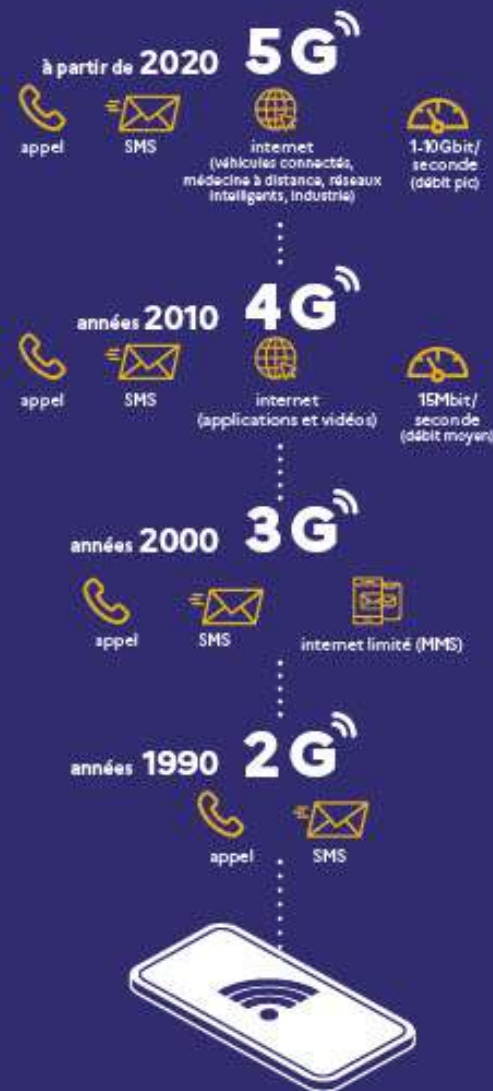 à partir de 2020 5G
appel SMS internet 1-10Gbit/
(véhicules connectés, seconde
médecine à distance, réseaux (débit pic)
intelligents, industrie)
années 2010 4G
appel SMS internet 15Mbit/
(applications et vidéos) seconde
(débit moyen)
années 2000 3G
appel SMS internet limité (MMS)
années 1990 2G
appel SMS